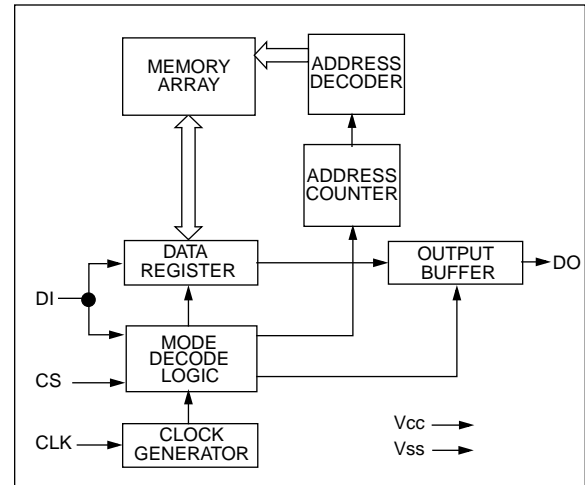 MEMORY
ARRAY
ADDRESS
DECODER
ADDRESS
COUNTER
DATA
REGISTER
OUTPUT
BUFFER
DO
DI
MODE
DECODE
LOGIC
CS
CLK
CLOCK
GENERATOR
Vcc
Vss